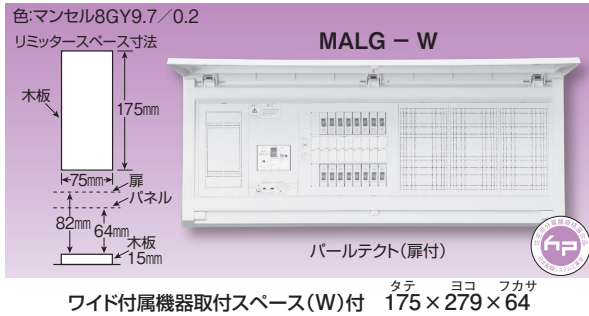 色:マンセル8GY9.7/0.2
リミッタースペース寸法
MALG － W
木板
175㎜
75㎜
扉
パネル
82㎜
64㎜
木板
15㎜
パールテクト(扉付)
hp
タテ ヨコ フカサ
ワイド付属機器取付スペース(W)付 175×279×64